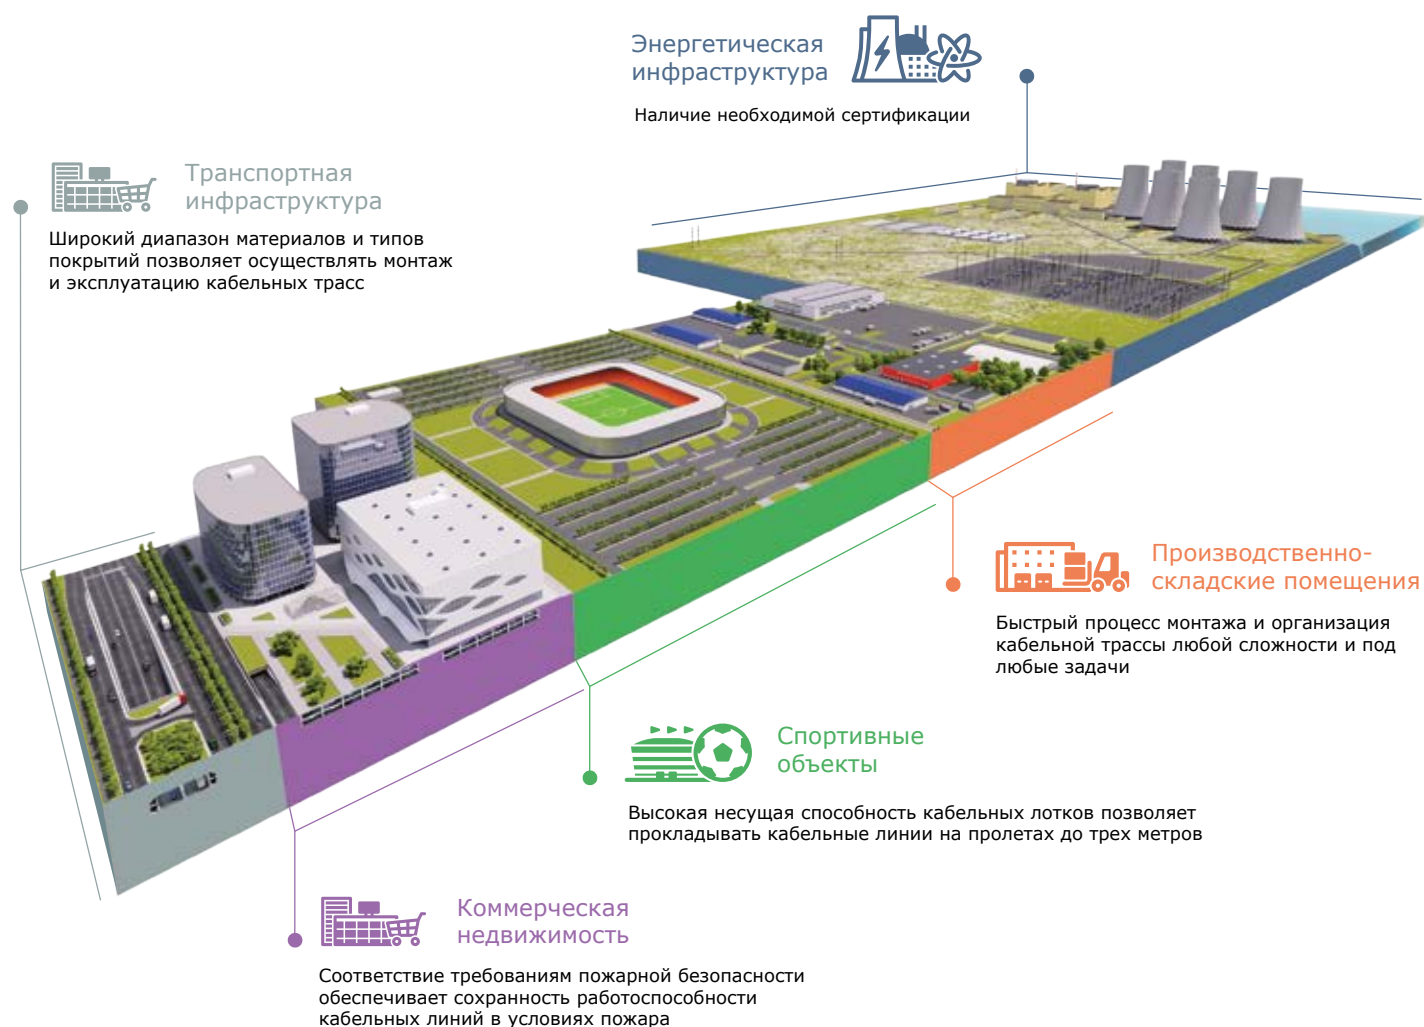 Энергетическая
инфраструктура
Наличие необходимой сертификации
Транспортная
инфраструктура
Широкий диапазон материалов и типов
покрытий позволяет осуществлять монтаж
и эксплуатацию кабельных трасс
Производственно-
складские помещения
Быстрый процесс монтажа и организация
кабельной трассы любой сложности и под
любые задачи
Спортивные
объекты
Высокая несущая способность кабельных лотков позволяет
прокладывать кабельные линии на пролетах до трех метров
Коммерческая
недвижимость
Соответствие требованиям пожарной безопасности
обеспечивает сохранность работоспособности
кабельных линий в условиях пожара